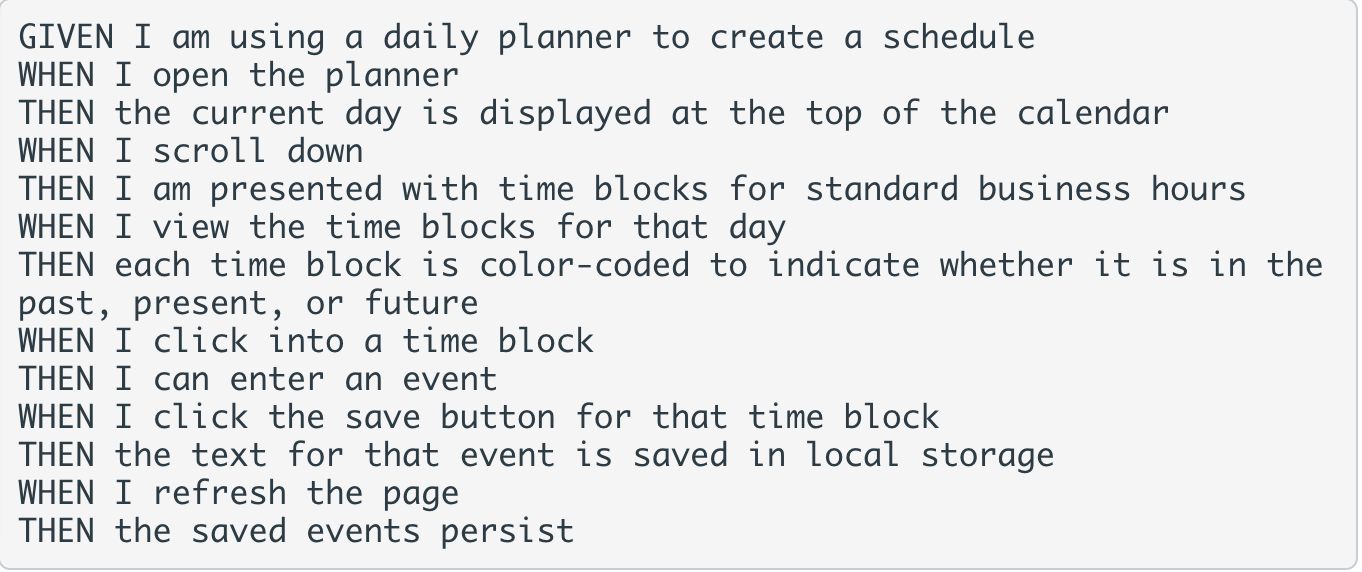 GIVEN I am using a daily planner to create a schedule
WHEN I open the planner
THEN the current day is displayed at the top of the calendar
WHEN I scroll down
THEN I am presented with time blocks for standard business hours
WHEN I view the time blocks for that day
THEN each time block is color-coded to indicate whether it is in the
past, present, or future
WHEN I click into a time block
THEN I can enter an event
WHEN I click the save button for that time block
THEN the text for that event is saved in local storage
WHEN I refresh the page
THEN the saved events persist